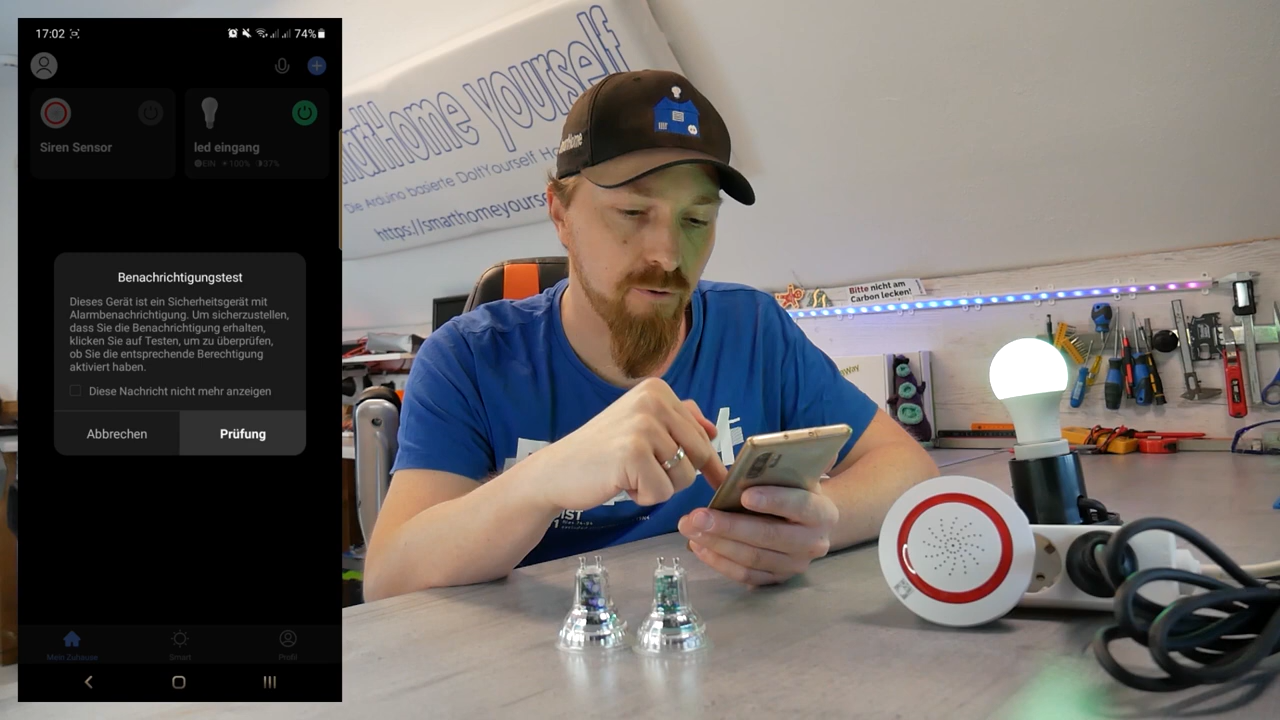 17:02
74%
Siren Sensor
led eingang
EIN 100% 37%
Benachrichtigungstest
Dieses Gerät ist ein Sicherheitsgerät mit
Alarmbenachrichtigung. Um sicherzustellen,
dass Sie die Benachrichtigung erhalten,
klicken Sie auf Testen, um zu überprüfen,
ob Sie die entsprechende Berechtigung
aktiviert haben.
Diese Nachricht nicht mehr anzeigen
Abbrechen
Prüfung
Mein Zuhause
Smart
Profil
yourself
Die Arduino basierte DoItYourself
Bitte nicht am
Carbon lecken!